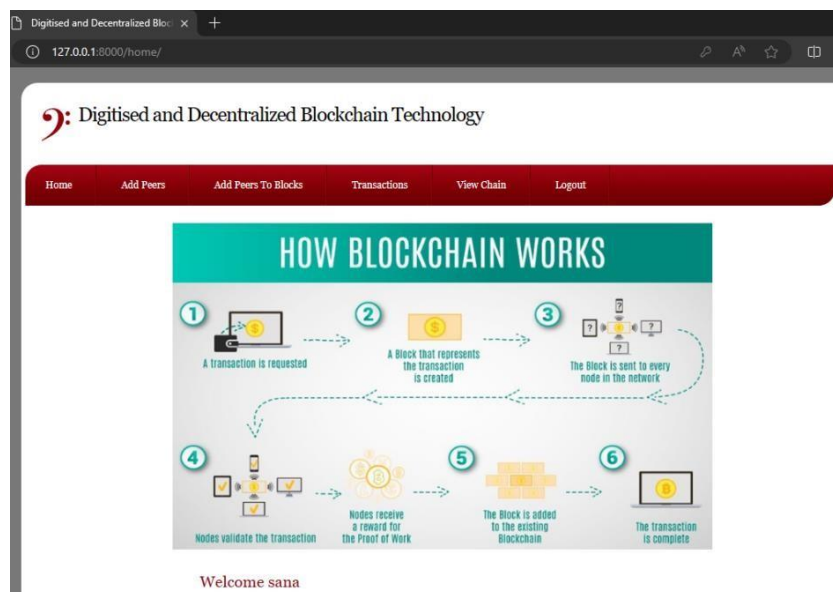 Digitised and Decentralized Bloc
127.0.0.1:8000/home/
Digitised and Decentralized Blockchain Technology
Home Add Peers Add Peers To Blocks Transactions View Chain Logout
HOW BLOCKCHAIN WORKS
1
A transaction is requested
2
A Block that represents
the transaction
is created
3
The Block is sent to every
node in the network
4
Nodes validate the transaction
Nodes receive
a reward for
the Proof of Work
5
The Block is added
to the existing
Blockchain
6
The transaction
is complete
Welcome sana